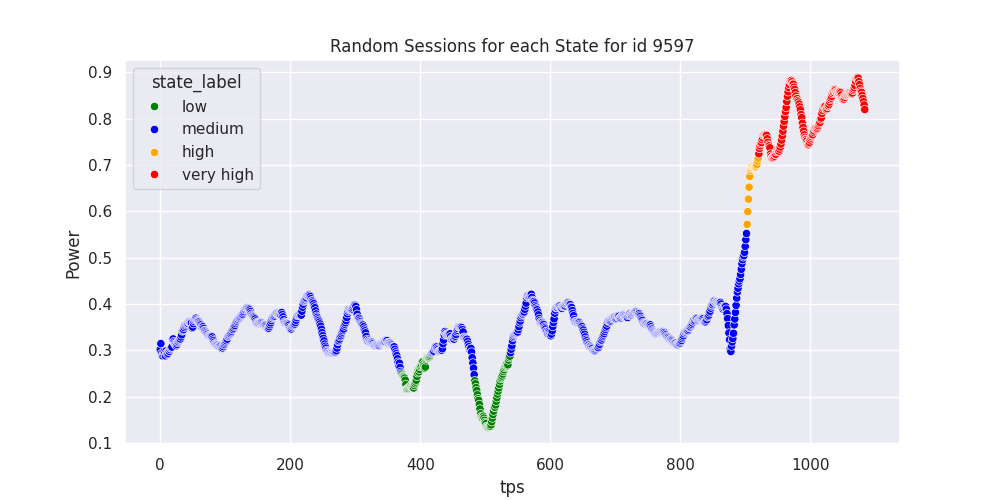 Random Sessions for each State for id 9597
state_label
low
medium
high
very high
Power
0.9
0.8
0.7
0.6
0.5
0.4
0.3
0.2
0.1
0 200 400 600 800 1000
tps